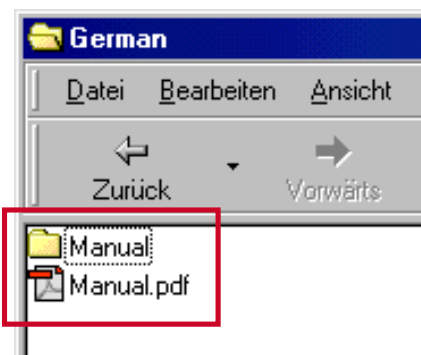 German
Datei Bearbeiten Ansicht
Zurück Vorwärts
Manual
Manual.pdf